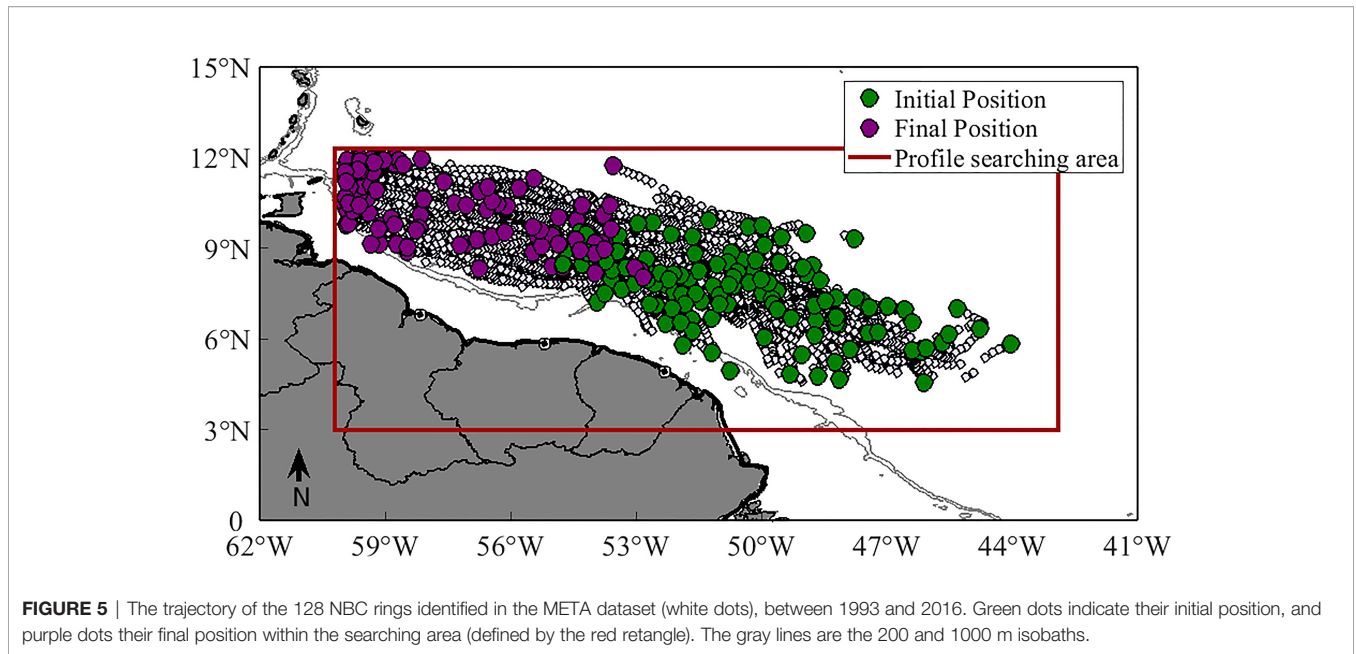 15°N
12°N
9°N
6°N
3°N
0
62°W 59°W 56°W 53°W 50°W 47°W 44°W 41°W
Initial Position
Final Position
Profile searching area
N
FIGURE 5 | The trajectory of the 128 NBC rings identified in the META dataset (white dots), between 1993 and 2016. Green dots indicate their initial position, and
purple dots their final position within the searching area (defined by the red retangle). The gray lines are the 200 and 1000 m isobaths.